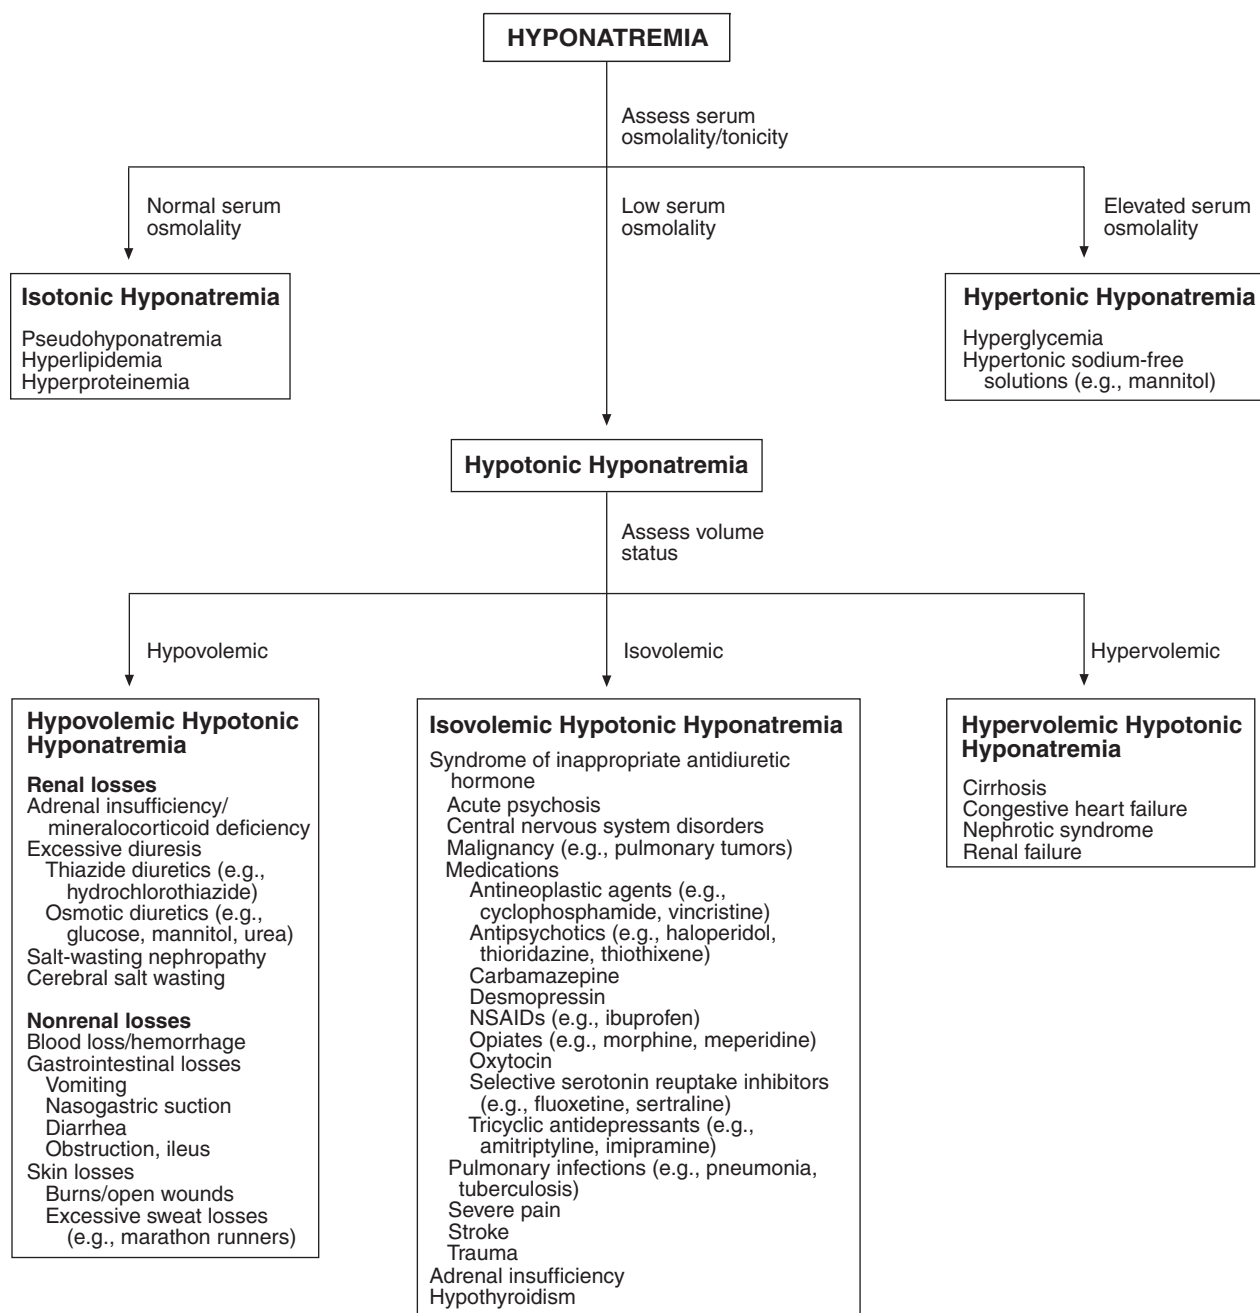 HYPONATREMIA
Assess serum
osmolality/tonicity
Normal serum
osmolality
Low serum
osmolality
Elevated serum
osmolality
Isotonic Hyponatremia
Pseudohyponatremia
Hyperlipidemia
Hyperproteinemia
Hypertonic Hyponatremia
Hyperglycemia
Hypertonic sodium-free
solutions (e.g., mannitol)
Hypotonic Hyponatremia
Assess volume
status
Hypovolemic
Isovolemic
Hypervolemic
Hypovolemic Hypotonic
Hyponatremia
Renal losses
Adrenal insufficiency/
mineralocorticoid deficiency
Excessive diuresis
Thiazide diuretics (e.g.,
hydrochlorothiazide)
Osmotic diuretics (e.g.,
glucose, mannitol, urea)
Salt-wasting nephropathy
Cerebral salt wasting
Nonrenal losses
Blood loss/hemorrhage
Gastrointestinal losses
Vomiting
Nasogastric suction
Diarrhea
Obstruction, ileus
Skin losses
Burns/open wounds
Excessive sweat losses
(e.g., marathon runners)
Isovolemic Hypotonic Hyponatremia
Syndrome of inappropriate antidiuretic
hormone
Acute psychosis
Central nervous system disorders
Malignancy (e.g., pulmonary tumors)
Medications
Antineoplastic agents (e.g.,
cyclophosphamide, vincristine)
Antipsychotics (e.g., haloperidol,
thioridazine, thiothixene)
Carbamazepine
Desmopressin
NSAIDs (e.g., ibuprofen)
Opiates (e.g., morphine, meperidine)
Oxytocin
Selective serotonin reuptake inhibitors
(e.g., fluoxetine, sertraline)
Tricyclic antidepressants (e.g.,
amitriptyline, imipramine)
Pulmonary infections (e.g., pneumonia,
tuberculosis)
Severe pain
Stroke
Trauma
Adrenal insufficiency
Hypothyroidism
Hypervolemic Hypotonic
Hyponatremia
Cirrhosis
Congestive heart failure
Nephrotic syndrome
Renal failure